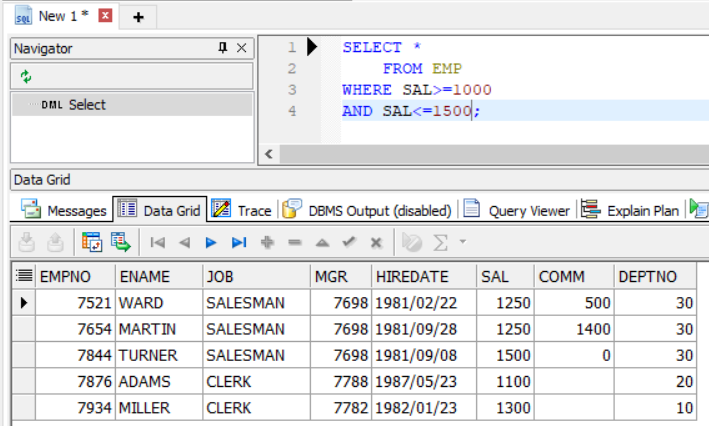 New 1 *
Navigator
DML Select
1 SELECT *
2 FROM EMP
3 WHERE SAL>=1000
4 AND SAL<=1500;
Data Grid
Messages Data Grid Trace DBMS Output (disabled) Query Viewer Explain Plan
EMPNO ENAME JOB MGR HIREDATE SAL COMM DEPTNO
7521 WARD SALESMAN 7698 1981/02/22 1250 500 30
7654 MARTIN SALESMAN 7698 1981/09/28 1250 1400 30
7844 TURNER SALESMAN 7698 1981/09/08 1500 0 30
7876 ADAMS CLERK 7788 1987/05/23 1100 20
7934 MILLER CLERK 7782 1982/01/23 1300 10